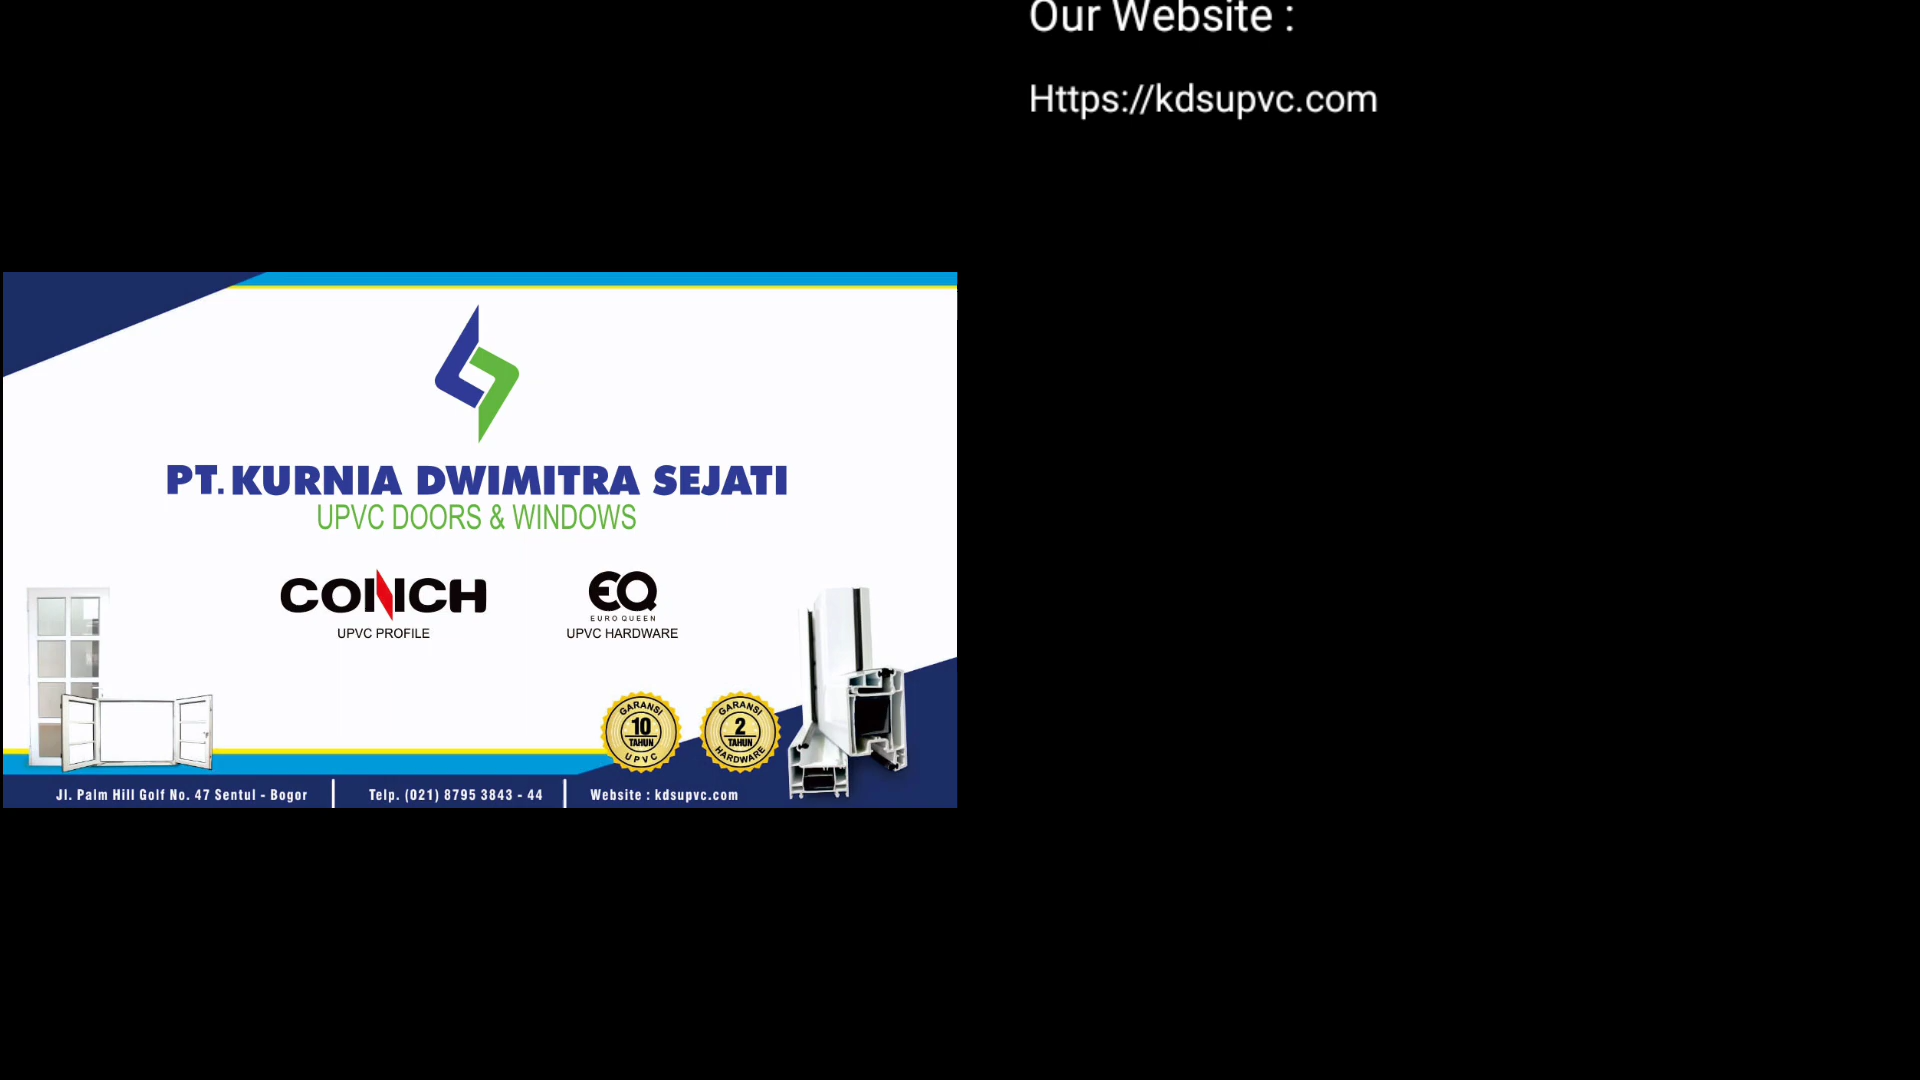 Our Website :
Https://kdsupvc.com
PT. KURNIA DWIMITRA SEJATI
UPVC DOORS & WINDOWS
CONCH
UPVC PROFILE
EQ
EURO QUEEN
UPVC HARDWARE
GARANSI
10
TAHUN
UPVC
GARANSI
2
TAHUN
HARDWARE
Jl. Palm Hill Golf No. 47 Sentul - Bogor
Telp. (021) 8795 3843 - 44
Website : kdsupvc.com